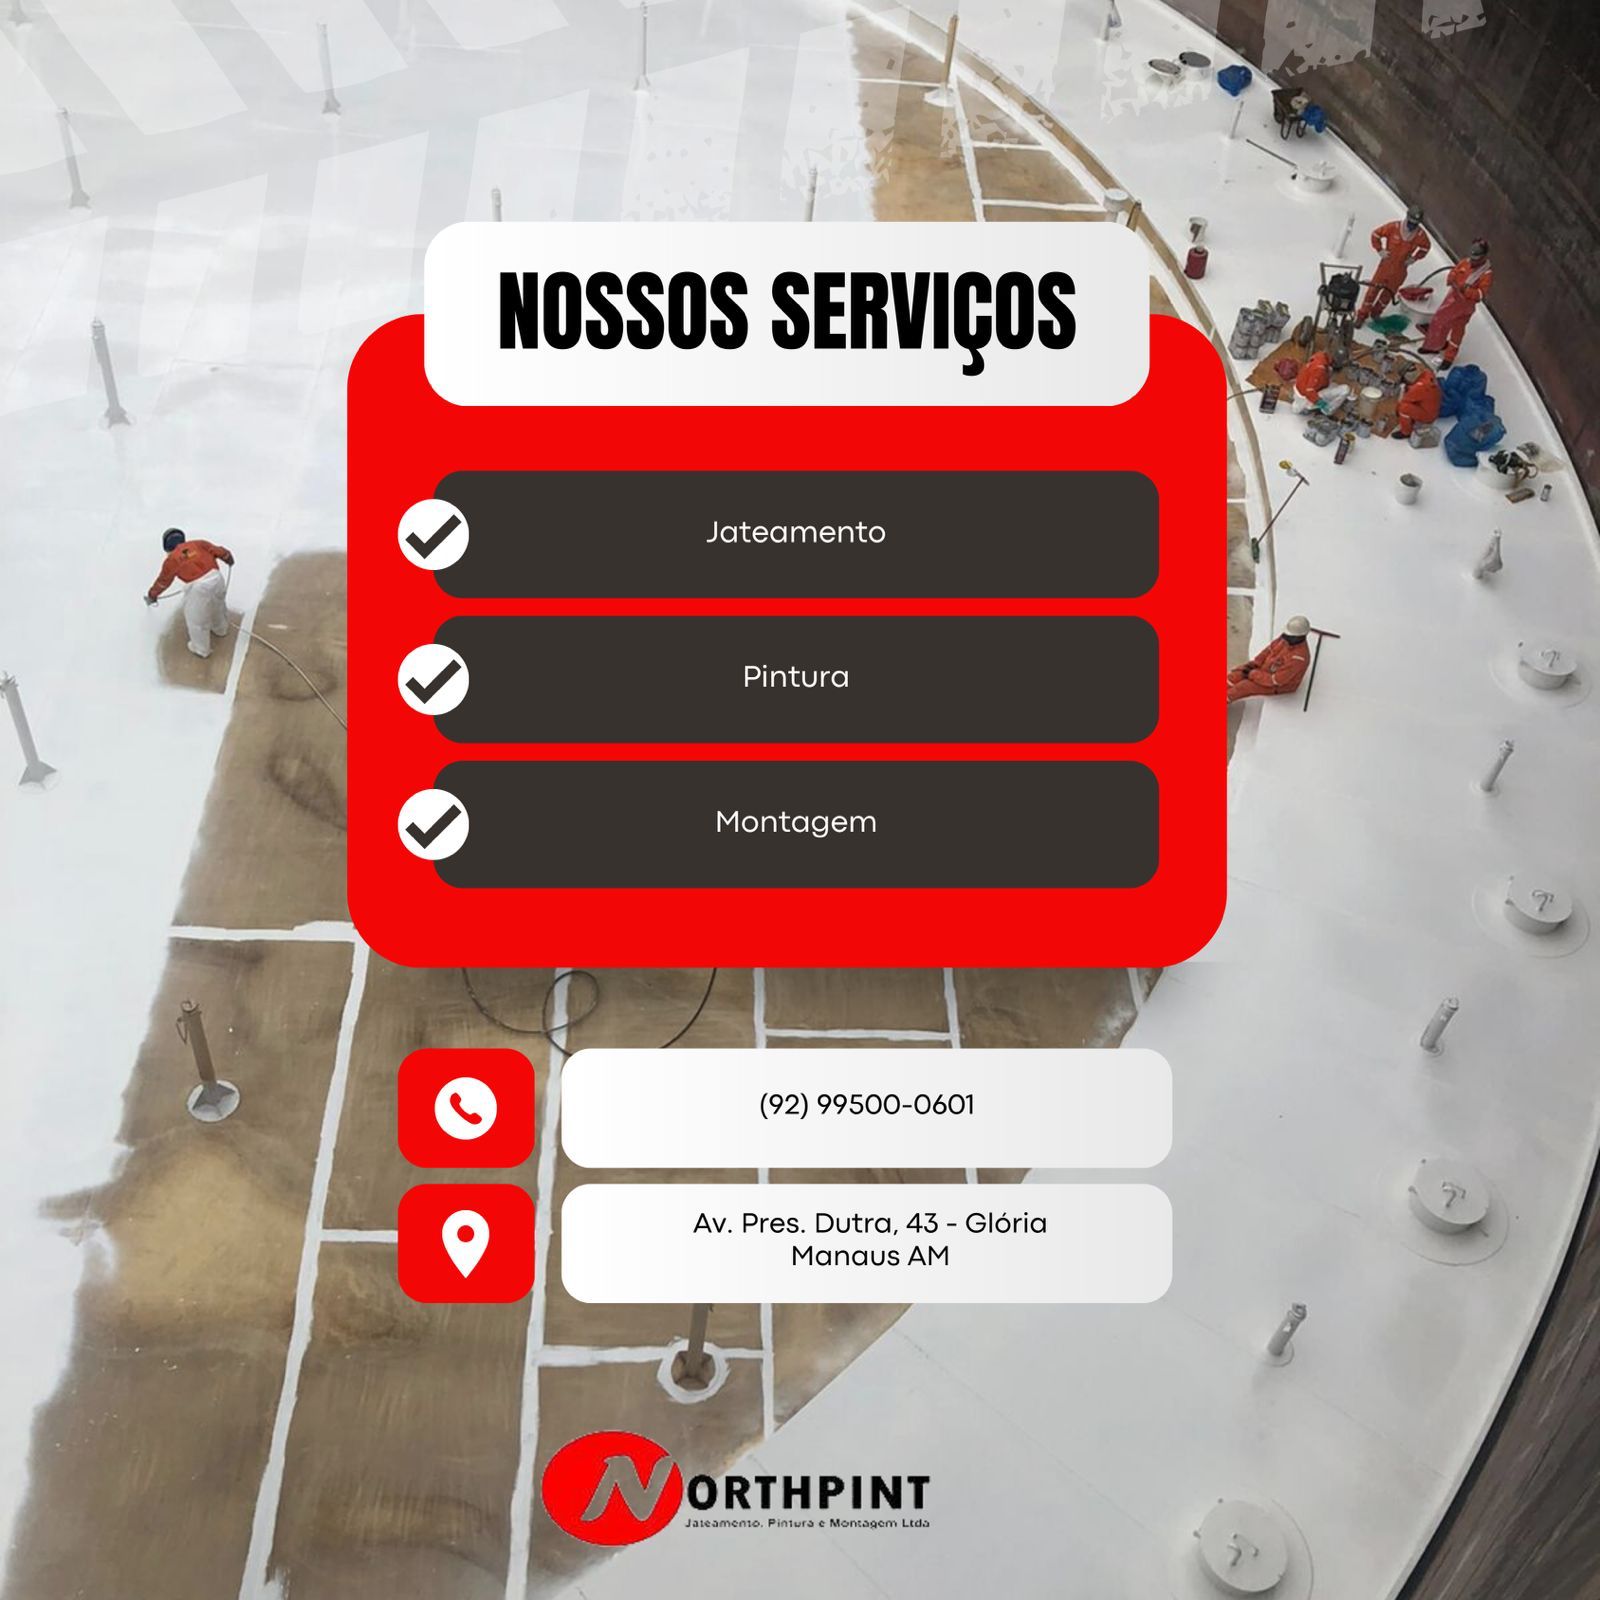 NOSSOS SERVIÇOS
Jateamento
Pintura
Montagem
(92) 99500-0601
Av. Pres. Dutra, 43 - Glória
Manaus AM
NORTHPINT
Jateamento, Pintura e Montagem Ltda